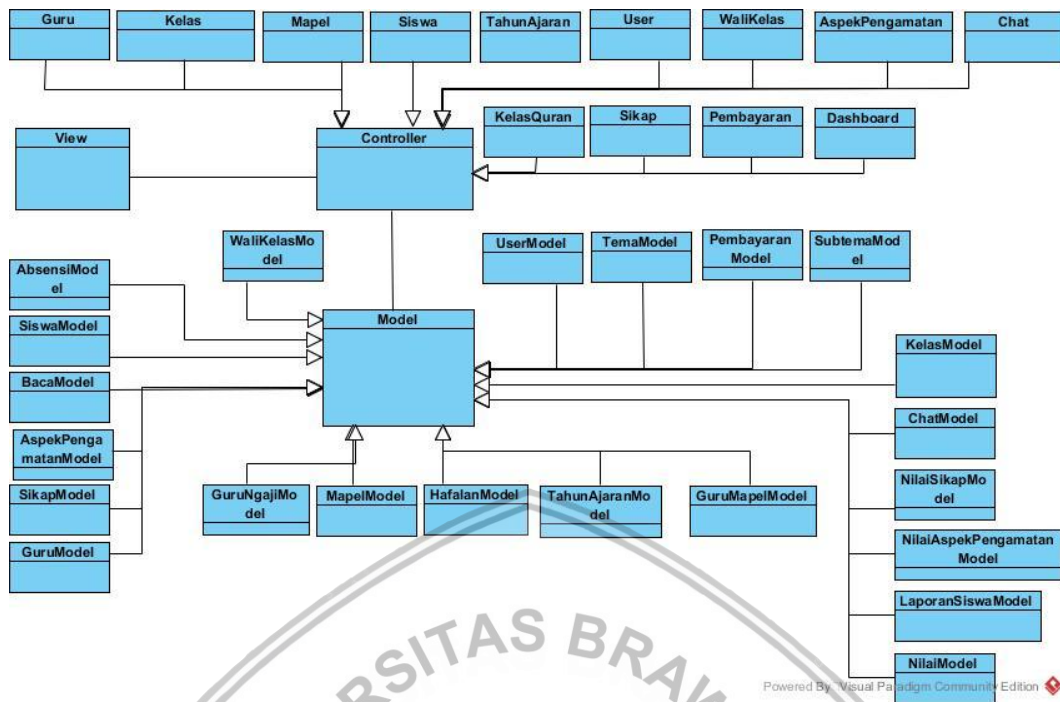 Guru
Kelas
Mapel
Siswa
TahunAjaran
User
WaliKelas
AspekPengamatan
Chat
KelasQuran
Sikap
Pembayaran
Dashboard
View
Controller
WaliKelasMo
del
UserModel
TemaModel
Pembayaran
Model
SubtemaMod
el
AbsensiMod
el
SiswaModel
BacaModel
AspekPenga
matanModel
SikapModel
GuruModel
Model
KelasModel
ChatModel
NilaiSikapMo
del
NilaiAspekPengamatan
Model
LaporanSiswaModel
NilaiModel
GuruNgajiMo
del
MapelModel
HafalanModel
TahunAjaranMo
del
GuruMapelModel
RSITAS BRAW
Powered By Visual Paradigm Community Edition